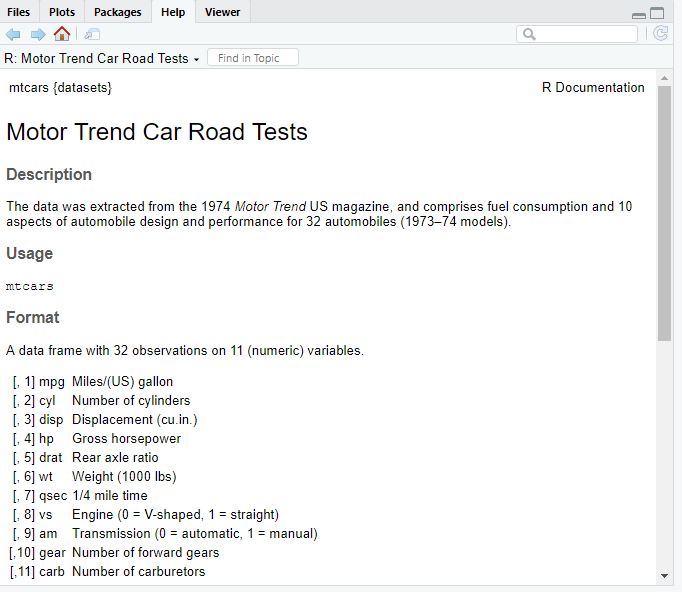 Files Plots Packages Help Viewer
R: Motor Trend Car Road Tests Find in Topic
mtcars {datasets} R Documentation
Motor Trend Car Road Tests
Description
The data was extracted from the 1974 Motor Trend US magazine, and comprises fuel consumption and 10
aspects of automobile design and performance for 32 automobiles (1973–74 models).
Usage
mtcars
Format
A data frame with 32 observations on 11 (numeric) variables.
[, 1] mpg Miles/(US) gallon
[, 2] cyl Number of cylinders
[, 3] disp Displacement (cu.in.)
[, 4] hp Gross horsepower
[, 5] drat Rear axle ratio
[, 6] wt Weight (1000 lbs)
[, 7] qsec 1/4 mile time
[, 8] vs Engine (0 = V-shaped, 1 = straight)
[, 9] am Transmission (0 = automatic, 1 = manual)
[,10] gear Number of forward gears
[,11] carb Number of carburetors